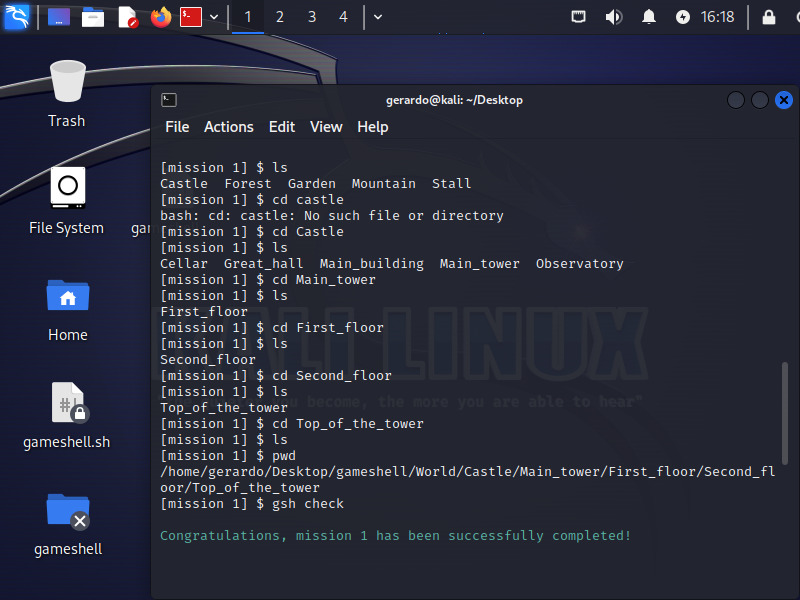 1 2 3 4 16:18
Trash
File System
gar
Home
gameshell.sh
gameshell
gerardo@kali: ~/Desktop
File Actions Edit View Help
[mission 1] $ ls
Castle Forest Garden Mountain Stall
[mission 1] $ cd castle
bash: cd: castle: No such file or directory
[mission 1] $ cd Castle
[mission 1] $ ls
Cellar Great_hall Main_building Main_tower Observatory
[mission 1] $ cd Main_tower
[mission 1] $ ls
First_floor
[mission 1] $ cd First_floor
[mission 1] $ ls
Second_floor
[mission 1] $ cd Second_floor
[mission 1] $ ls
Top_of_the_tower
[mission 1] $ cd Top_of_the_tower
[mission 1] $ ls
[mission 1] $ pwd
/home/gerardo/Desktop/gameshell/World/Castle/Main_tower/First_floor/Second_fl
oor/Top_of_the_tower
[mission 1] $ gsh check
Congratulations, mission 1 has been successfully completed!
KALI LINUX
you become, the more you are able to hear"